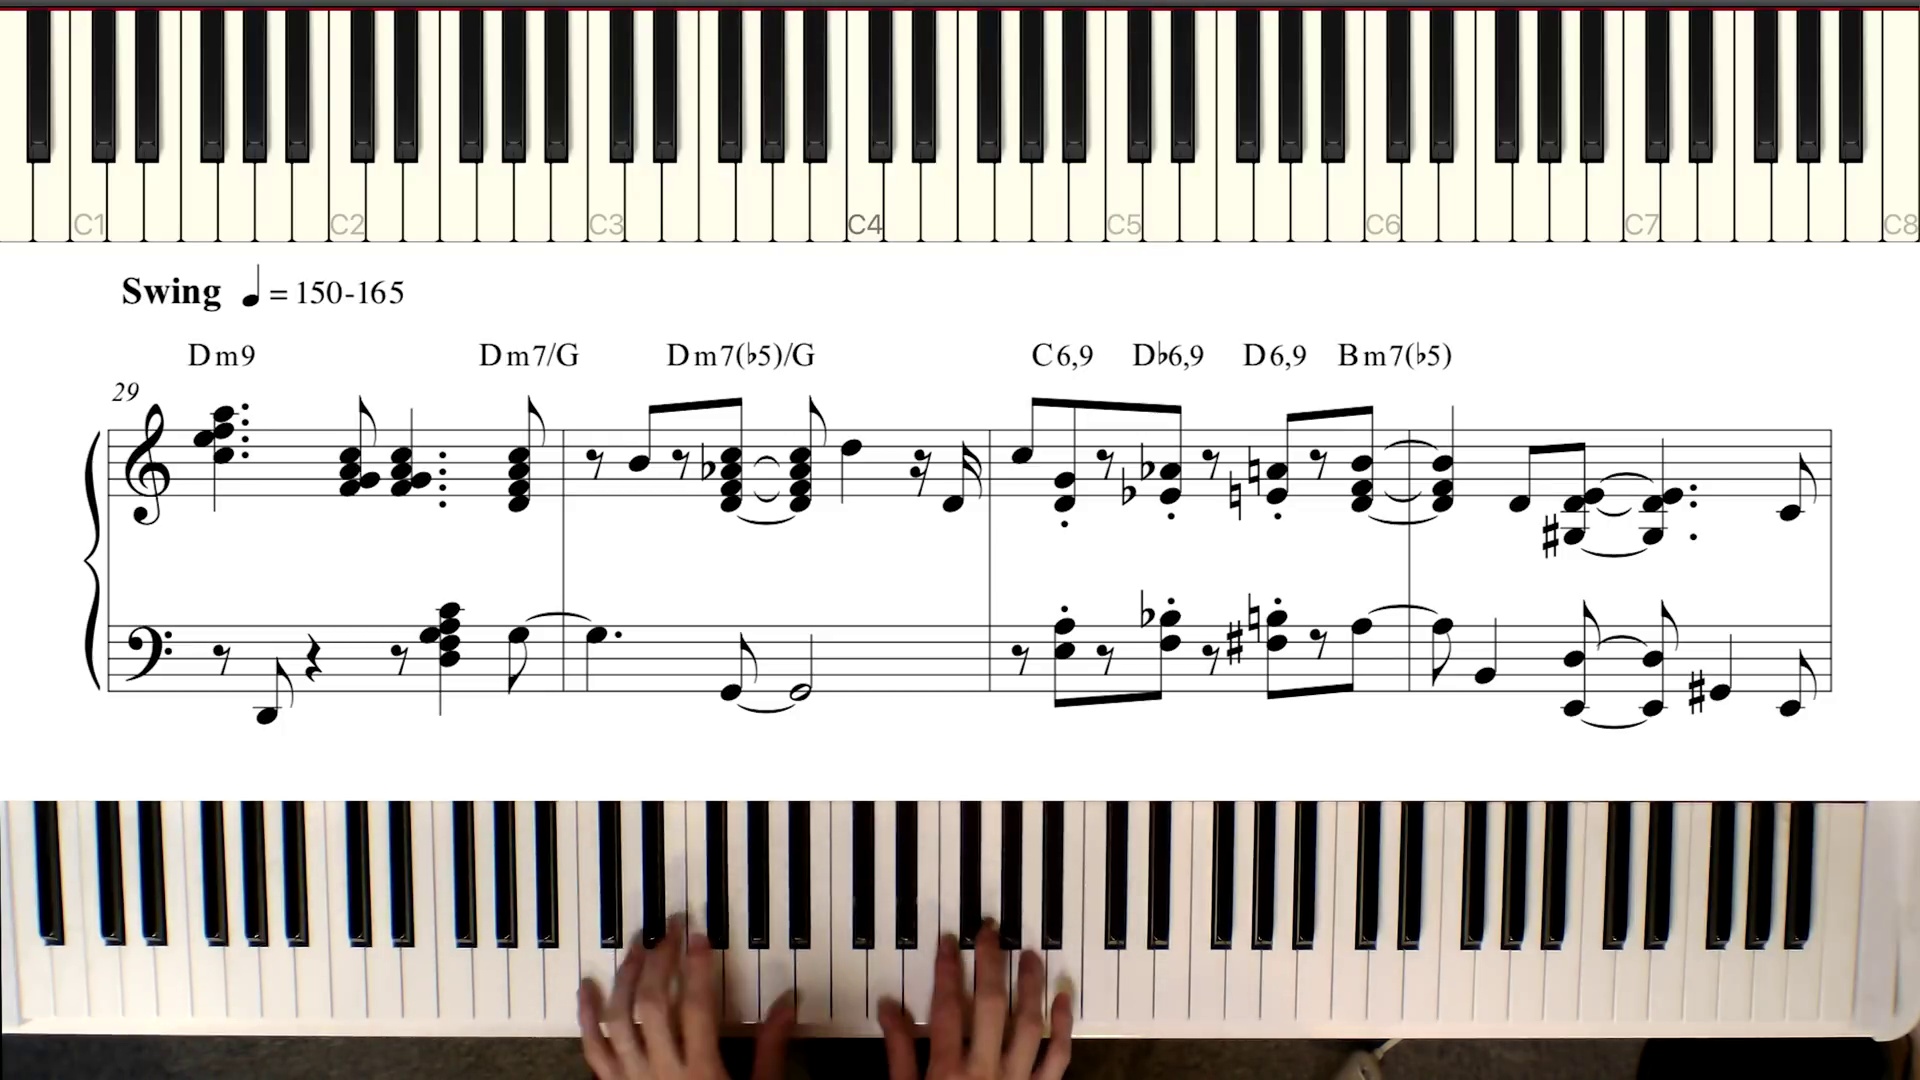 C1 C2 C3 C4 C5 C6 C7 C8
Swing ♩ = 150-165
Dm9 Dm7/G Dm7(♭5)/G C6,9 D♭6,9 D6,9 Bm7(♭5)
29